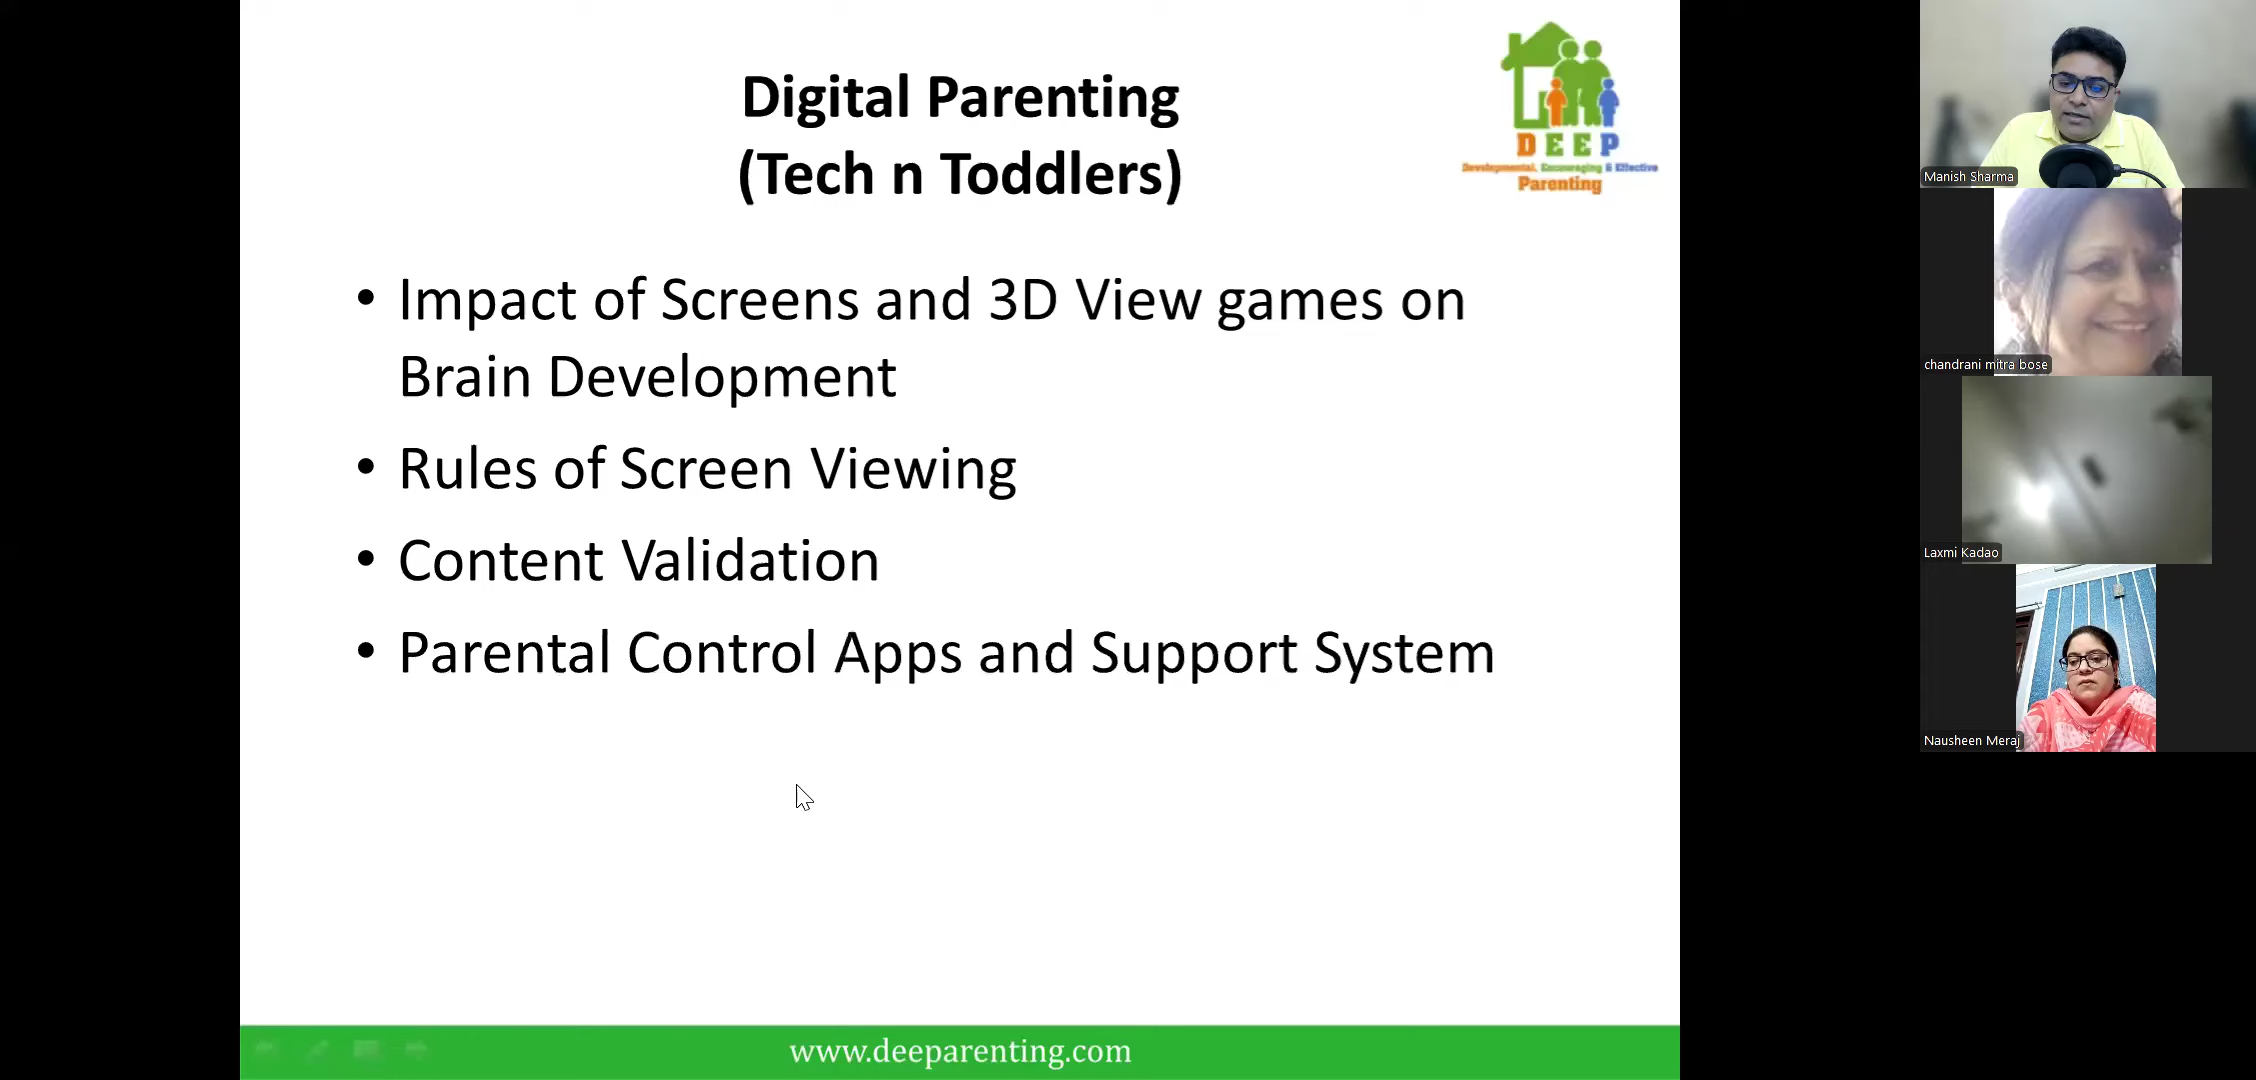 Digital Parenting
(Tech n Toddlers)
DEEP
Developmental, Encouraging & Effective
Parenting
• Impact of Screens and 3D View games on
Brain Development
• Rules of Screen Viewing
• Content Validation
• Parental Control Apps and Support System
www.deeparenting.com
Manish Sharma
chandrani mitra bose
Laxmi Kadao
Nausheen Meraj